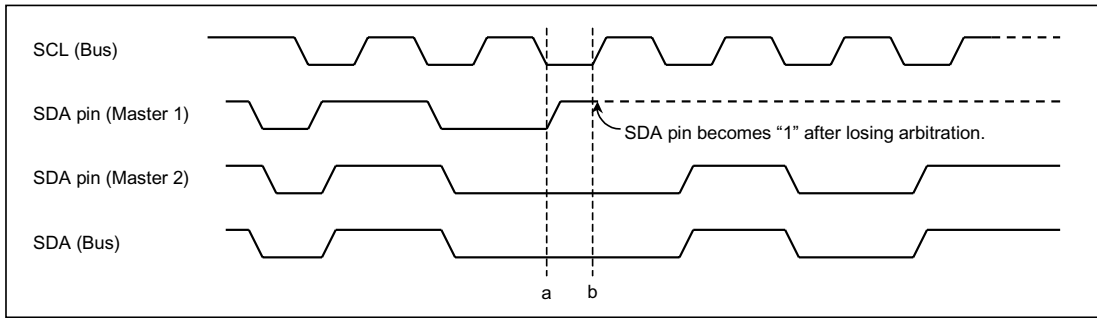 SCL (Bus)
SDA pin (Master 1)
SDA pin becomes “1” after losing arbitration.
SDA pin (Master 2)
SDA (Bus)
a
b